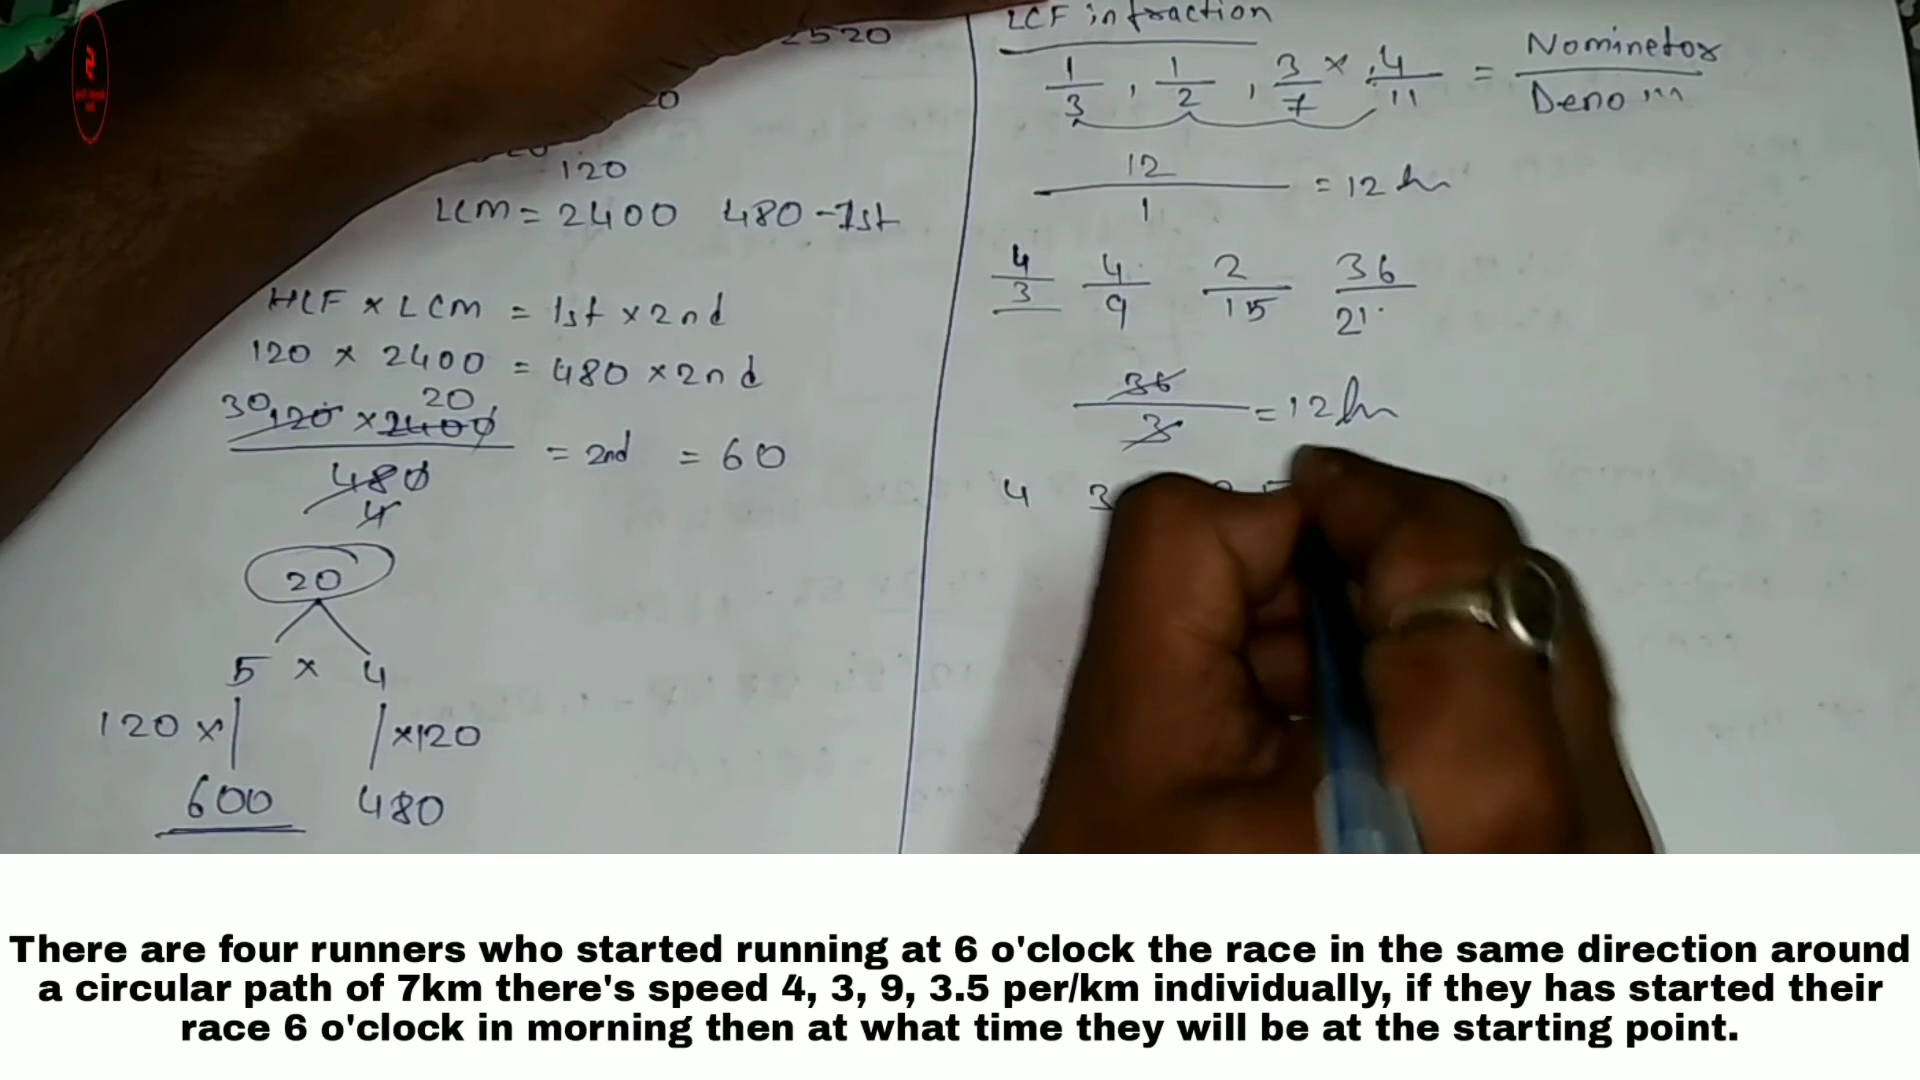 2520
20
120
LCM = 2400 480-1st
HCF × LCM = 1st × 2nd
120 × 2400 = 480 × 2nd
30 20
120 × 2400
480
4
= 2nd = 60
20
5 × 4
120 × ×120
600 480
LCF in fraction
1/3 , 1/2 , 3/7 × 4/11 = Nominetor/Deno
12/1 = 12 hr
4/3 4/9 2/15 36/21
36/3 = 12 hr
4 3
There are four runners who started running at 6 o'clock the race in the same direction around
a circular path of 7km there's speed 4, 3, 9, 3.5 per/km individually, if they has started their
race 6 o'clock in morning then at what time they will be at the starting point.